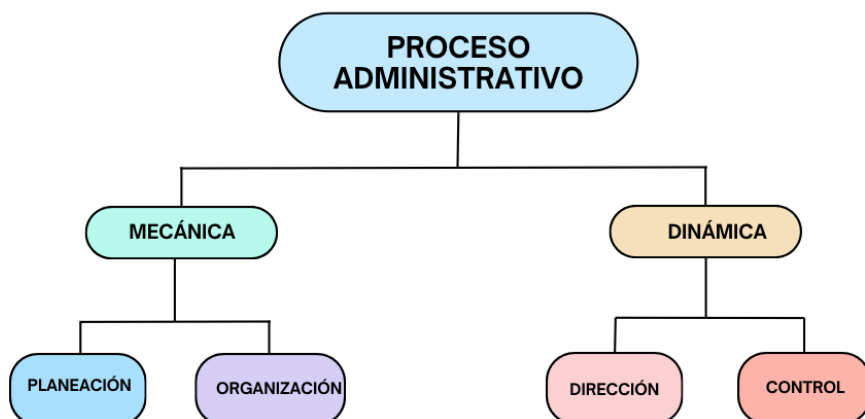 PROCESO
ADMINISTRATIVO
MECÁNICA
DINÁMICA
PLANEACIÓN
ORGANIZACIÓN
DIRECCIÓN
CONTROL